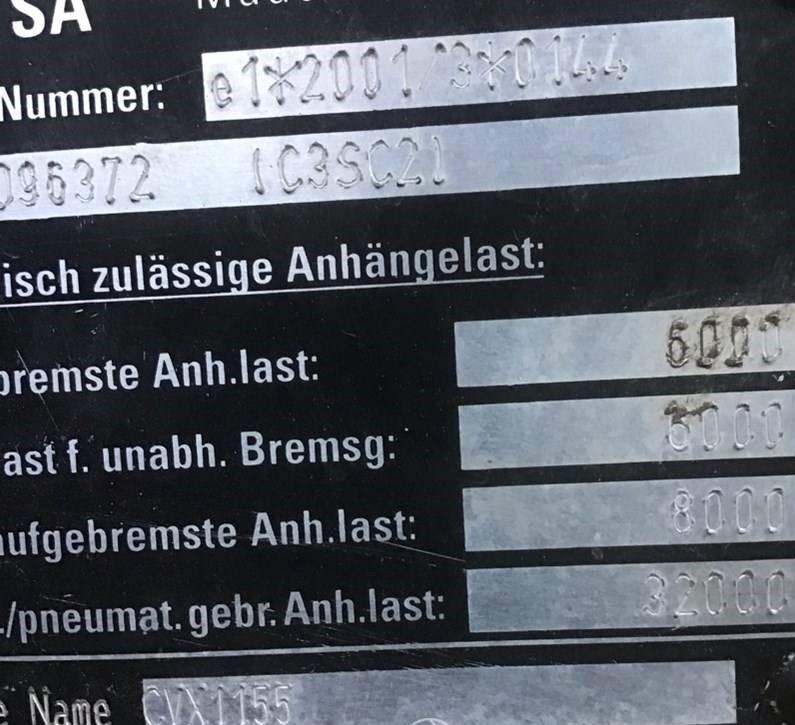 SA
Nummer: e1*2001/3*0144
096372 1C3SC21
isch zulässige Anhängelast:
bremste Anh.last: 6000
ast f. unabh. Bremsg: 6000
aufgebremste Anh.last: 8000
./pneumat. gebr. Anh.last: 32000
e Name CVX1155